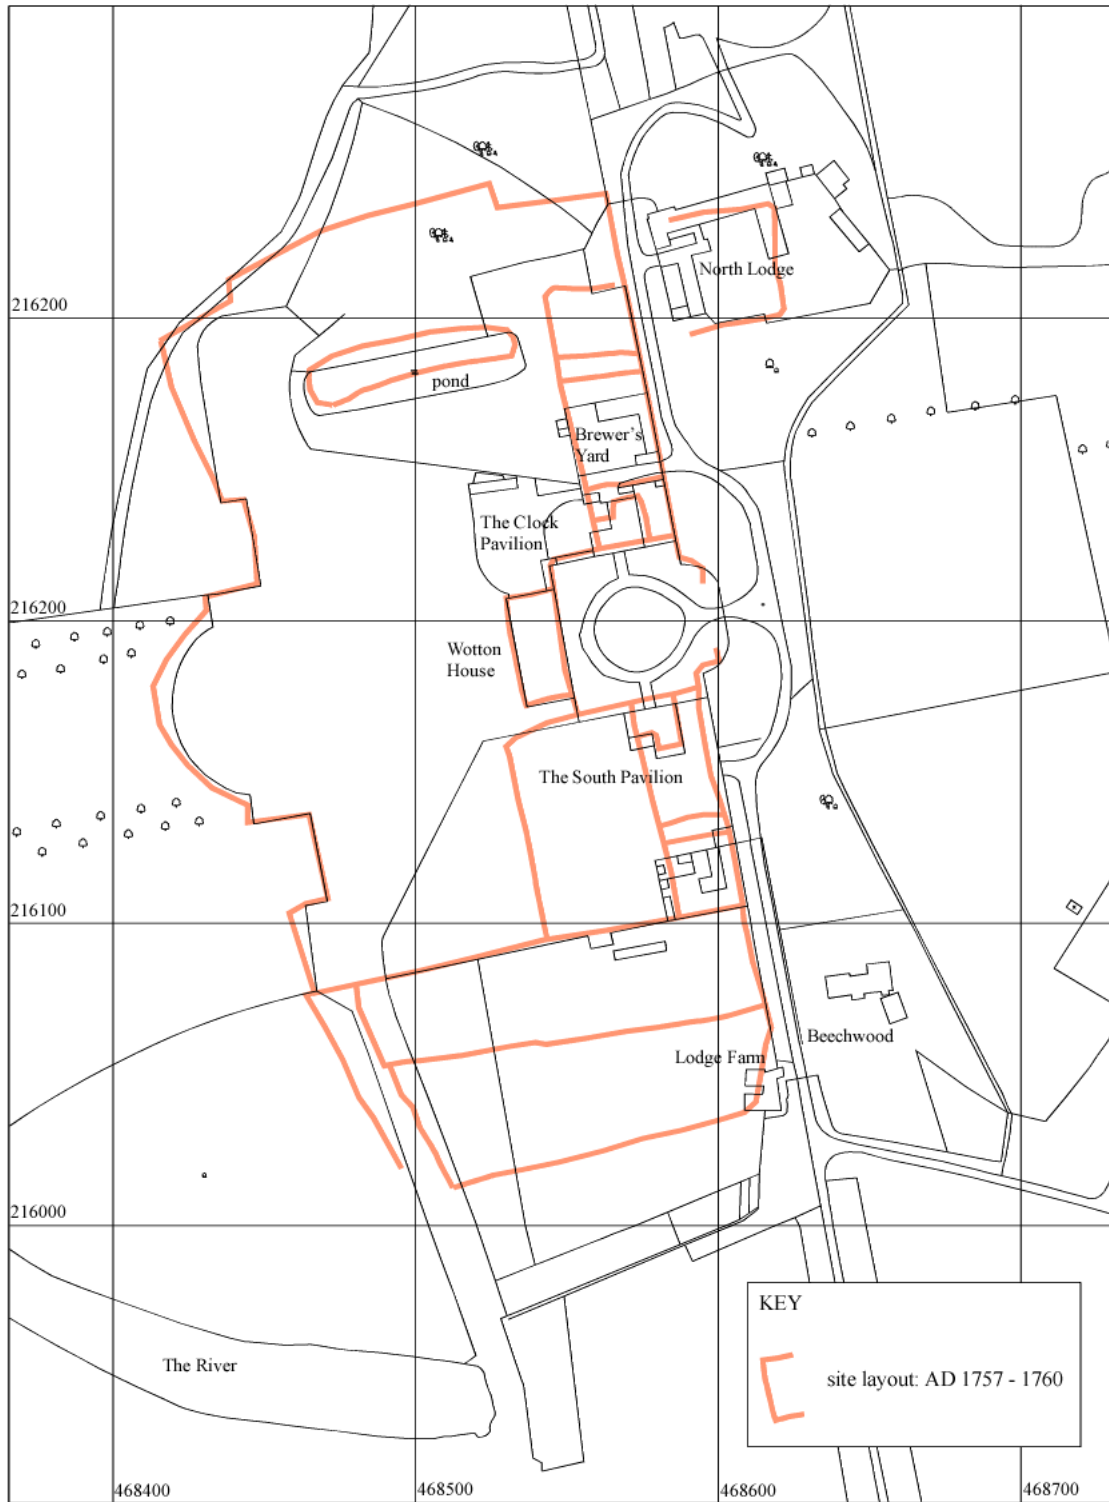 North Lodge
216200
pond
Brewer's
Yard
The Clock
Pavilion
216200
Wotton
House
The South Pavilion
216100
Beechwood
Lodge Farm
216000
KEY
The River
site layout: AD 1757 - 1760
468400
468500
468600
468700